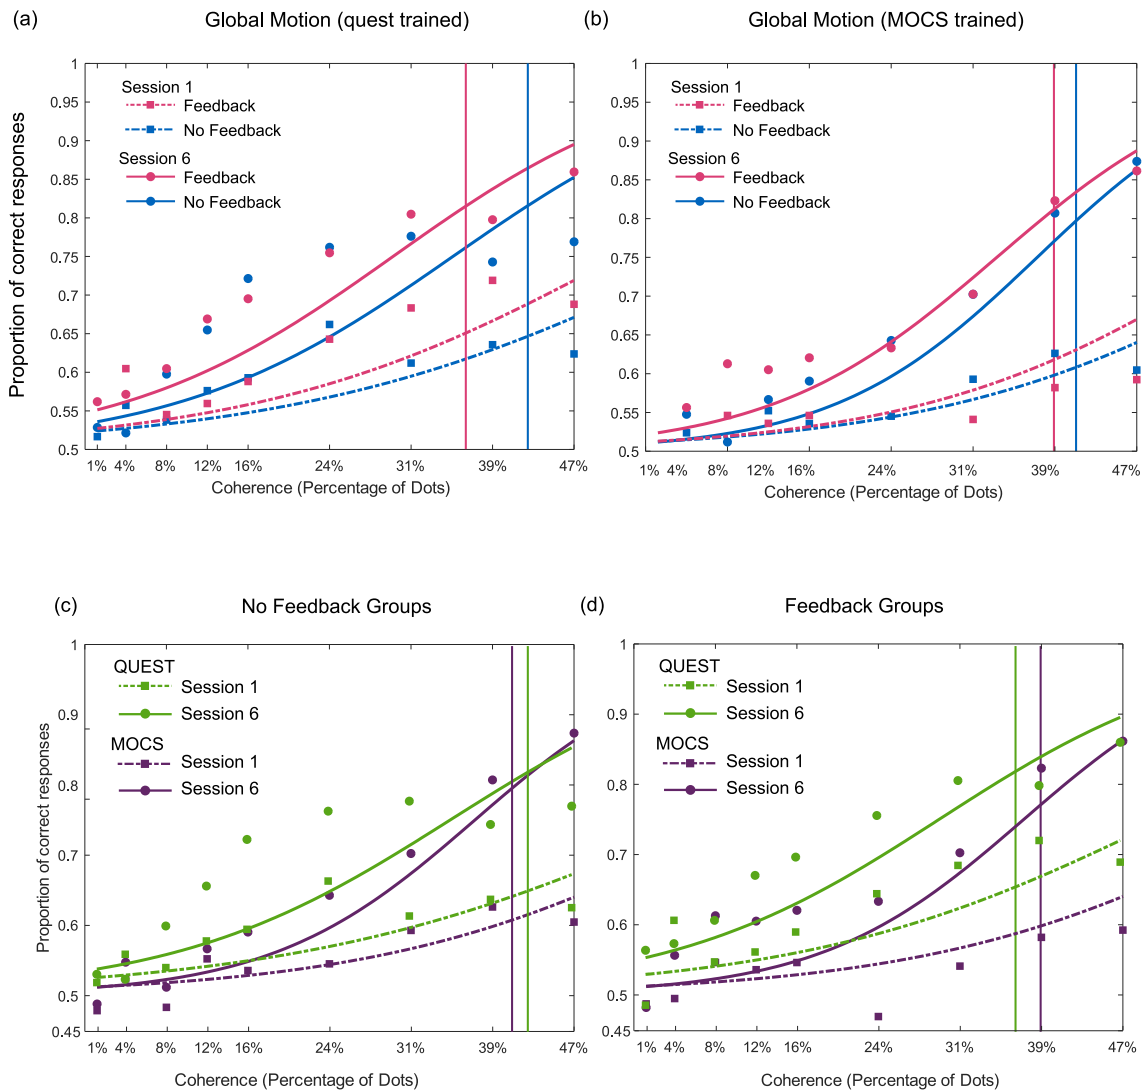 (a)
Global Motion (quest trained)
1
0.95
0.9
0.85
0.8
0.75
0.7
0.65
0.6
0.55
0.5
Proportion of correct responses
Session 1
Feedback
No Feedback
Session 6
Feedback
No Feedback
1% 4% 8% 12% 16% 24% 31% 39% 47%
Coherence (Percentage of Dots)
(b)
Global Motion (MOCS trained)
1
0.95
0.9
0.85
0.8
0.75
0.7
0.65
0.6
0.55
0.5
Session 1
Feedback
No Feedback
Session 6
Feedback
No Feedback
1% 4% 8% 12% 16% 24% 31% 39% 47%
Coherence (Percentage of Dots)
(c)
No Feedback Groups
1
0.9
0.8
0.7
0.6
0.5
0.45
Proportion of correct responses
QUEST
Session 1
Session 6
MOCS
Session 1
Session 6
1% 4% 8% 12% 16% 24% 31% 39% 47%
Coherence (Percentage of Dots)
(d)
Feedback Groups
1
0.9
0.8
0.7
0.6
0.5
0.45
QUEST
Session 1
Session 6
MOCS
Session 1
Session 6
1% 4% 8% 12% 16% 24% 31% 39% 47%
Coherence (Percentage of Dots)